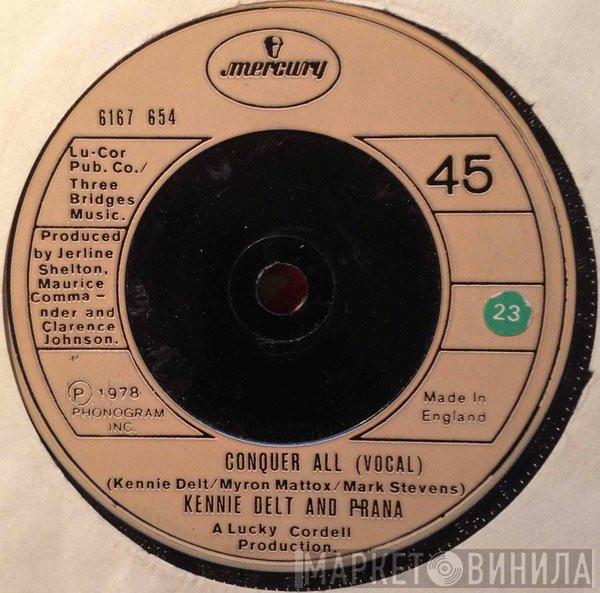 mercury
6167 654
Lu-Cor
Pub. Co./
Three
Bridges
Music.
Produced
by Jerline
Shelton,
Maurice
Comma-
nder and
Clarence
Johnson.
℗ 1978
PHONOGRAM
INC.
45
23
Made In
England
CONQUER ALL (VOCAL)
(Kennie Delt/Myron Mattox/Mark Stevens)
KENNIE DELT AND PRANA
A Lucky Cordell
Production.
МАРКЕТ ВИНИЛА